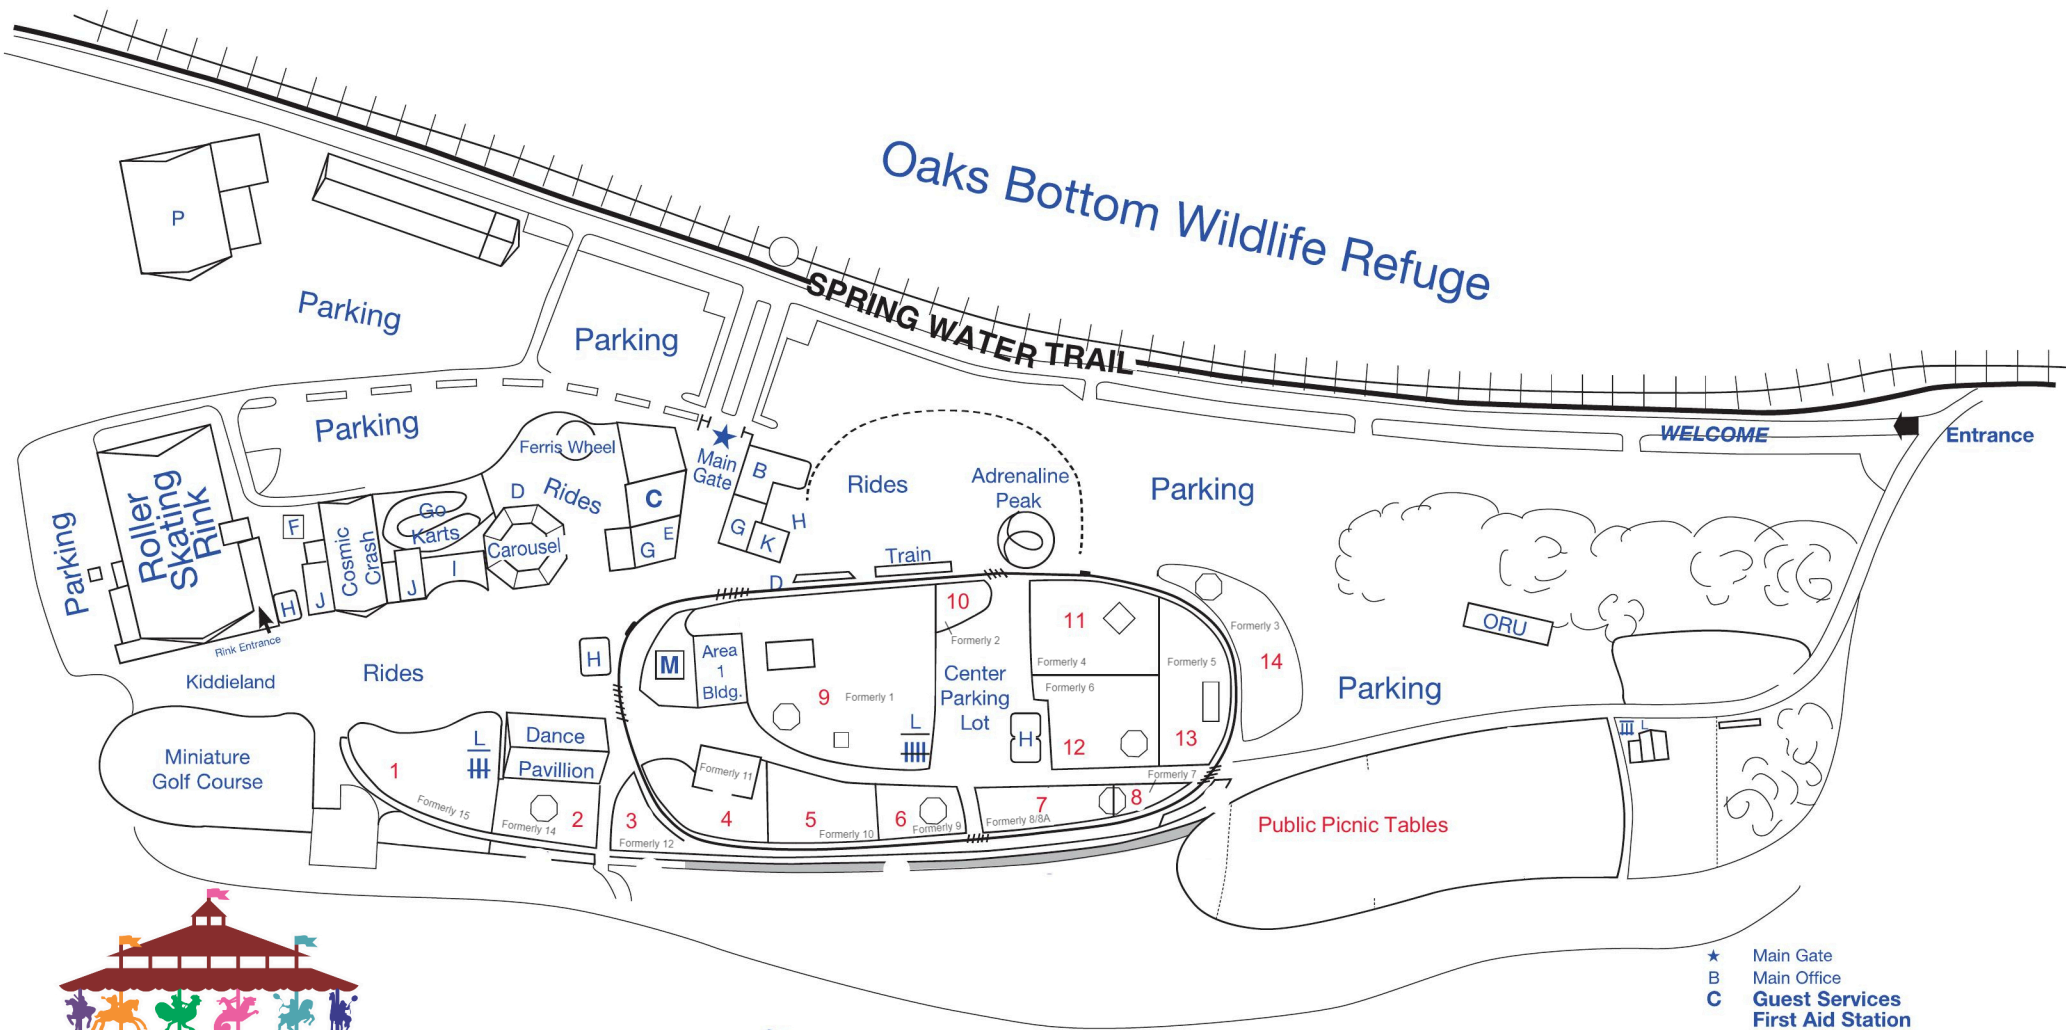 Oaks Bottom Wildlife Refuge
SPRING WATER TRAIL
P
Parking
Parking
Parking
WELCOME
Entrance
Ferris Wheel
Main
Gate
B
Rides
Adrenaline
Peak
Parking
Roller
Skating
Rink
Parking
F
Cosmic
Crash
Go
Karts
D
Rides
C
E
G
G
K
H
Carousel
I
J
J
H
Rink Entrance
Train
D
ORU
Kiddieland
Rides
H
M
Area
1
Bldg.
10
Formerly 2
11
Formerly 4
Formerly 3
14
Formerly 5
Formerly 6
Center
Parking
Lot
9
Formerly 1
L
H
12
13
Parking
L
Miniature
Golf Course
1
L
Formerly 15
Dance
Pavillion
2
Formerly 14
3
Formerly 12
Formerly 11
4
5
Formerly 10
6
Formerly 9
7
Formerly 8/8A
8
Formerly 7
Public Picnic Tables
★ Main Gate
B Main Office
C Guest Services
First Aid Station